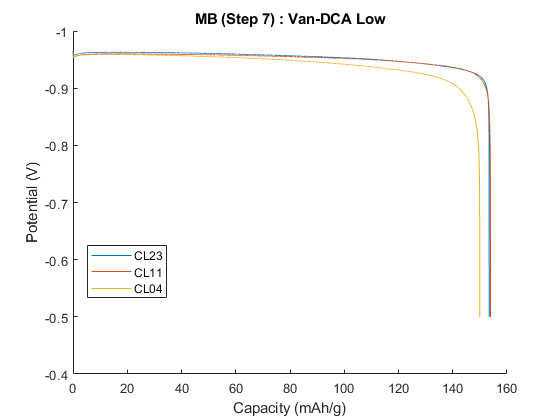 MB (Step 7) : Van-DCA Low
-1
-0.9
-0.8
-0.7
-0.6
-0.5
-0.4
Potential (V)
CL23
CL11
CL04
0 20 40 60 80 100 120 140 160
Capacity (mAh/g)